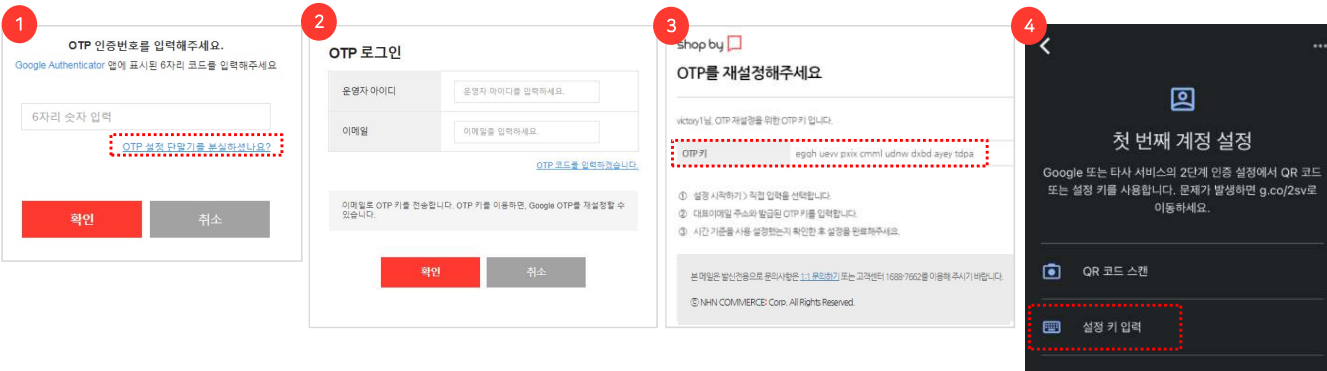 1
OTP 인증번호를 입력해주세요.
Google Authenticator 앱에 표시된 6자리 코드를 입력해주세요
6자리 숫자 입력
OTP 설정 단말기를 분실하셨나요?
확인
취소
2
OTP 로그인
운영자 아이디
운영자 아이디를 입력하세요.
이메일
이메일을 입력하세요.
OTP 코드를 입력하겠습니다.
이메일로 OTP 키를 전송합니다. OTP 키를 이용하면, Google OTP를 재설정할 수
있습니다.
확인
취소
3
shop by
OTP를 재설정해주세요
victory1님, OTP 재설정을 위한 OTP 키 입니다.
OTP 키
egqh uevv pxix cmml udnw dxbd ayey tdpa
① 설정 시작하기 > 직접 입력을 선택합니다.
② 대표이메일 주소와 발급된 OTP 키를 입력합니다.
③ 시간 기준을 사용 설정했는지 확인한 후 설정을 완료해주세요.
본 메일은 발신전용으로 문의사항은 1:1 문의하기 또는 고객센터 1688-7662를 이용해 주시기 바랍니다.
ⓒ NHN COMMERCE Corp. All Rights Reserved.
4
첫 번째 계정 설정
Google 또는 타사 서비스의 2단계 인증 설정에서 QR 코드
또는 설정 키를 사용합니다. 문제가 발생하면 g.co/2sv로
이동하세요.
QR 코드 스캔
설정 키 입력